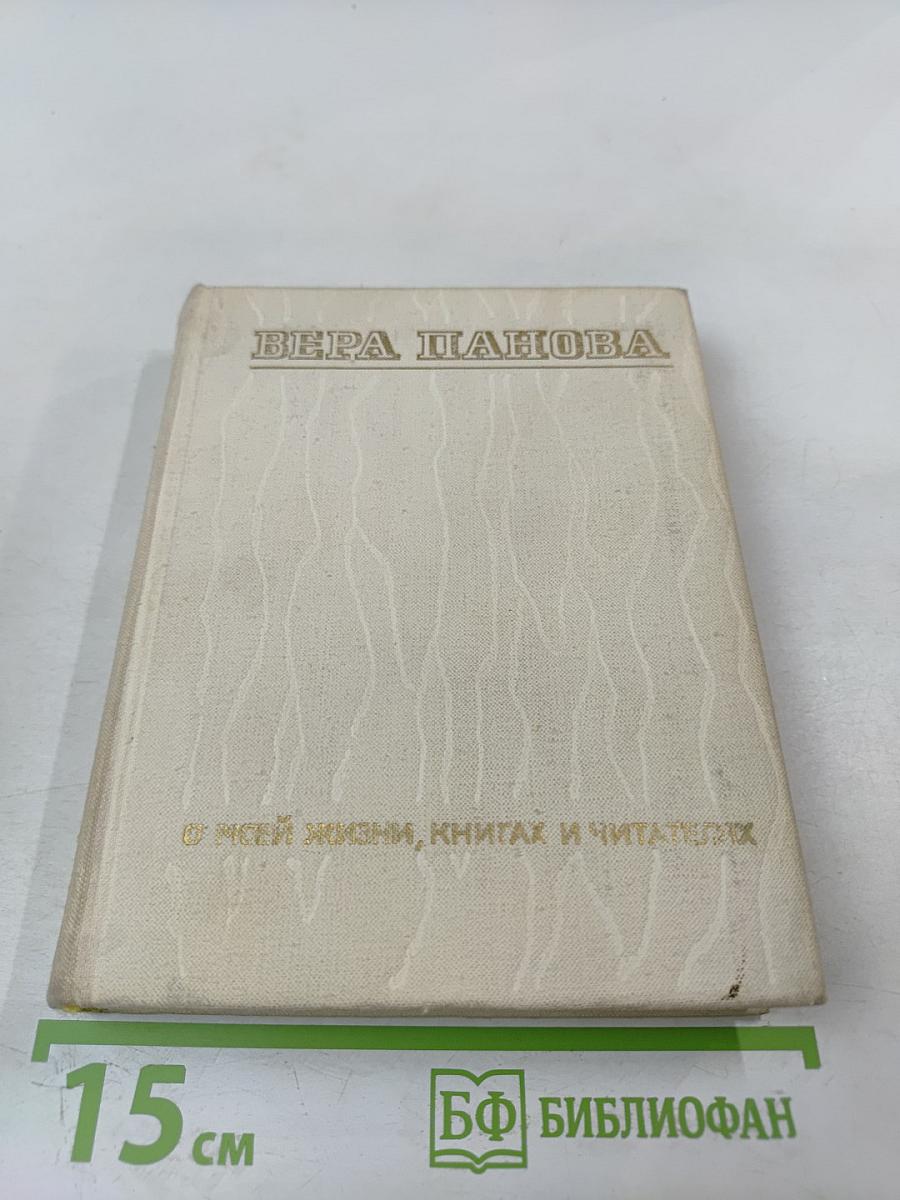 ВЕРА ПАНОВА
О МОЕЙ ЖИЗНИ, КНИГАХ И ЧИТАТЕЛЯХ
15 см
БФ БИБЛИОФАН